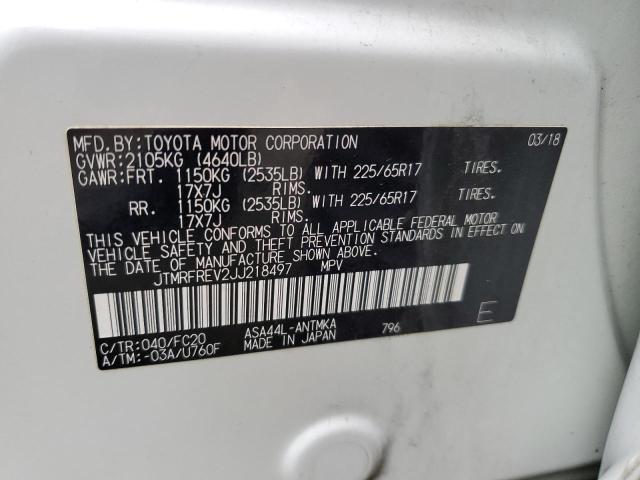 MFD. BY: TOYOTA MOTOR CORPORATION 03/18
GVWR: 2105KG (4640LB)
GAWR: FRT. 1150KG (2535LB) WITH 225/65R17 TIRES.
17X7J RIMS.
RR. 1150KG (2535LB) WITH 225/65R17 TIRES.
17X7J RIMS.
THIS VEHICLE CONFORMS TO ALL APPLICABLE FEDERAL MOTOR
VEHICLE SAFETY AND THEFT PREVENTION STANDARDS IN EFFECT
ON THE DATE OF MANUFACTURE SHOWN ABOVE.
JTMRFREV2JJ218497 MPV
C/TR: 040/FC20 ASA44L-ANTMKA 796 E
A/TM: -03A/U760F MADE IN JAPAN